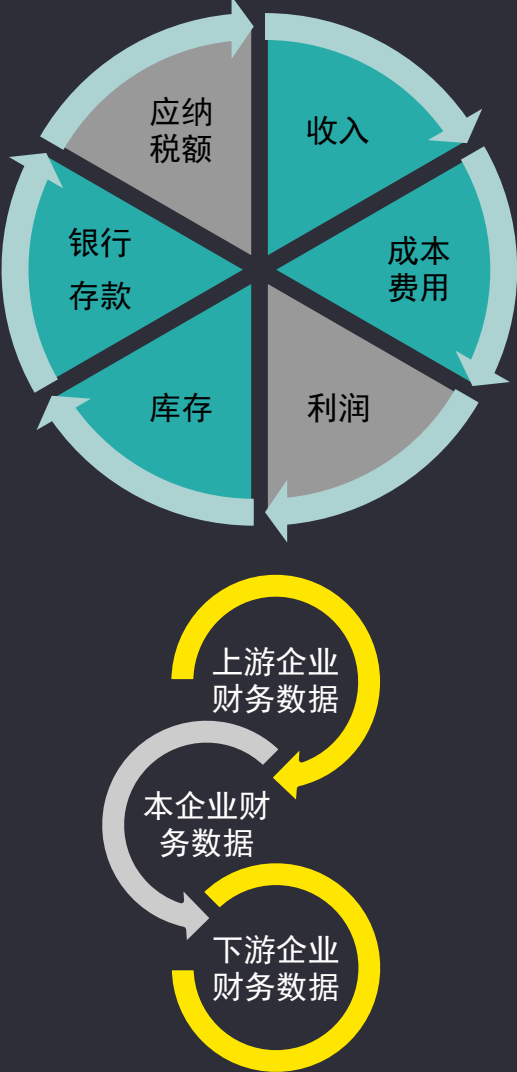 应纳
税额
收入
银行
存款
成本
费用
库存
利润
上游企业
财务数据
本企业财
务数据
下游企业
财务数据